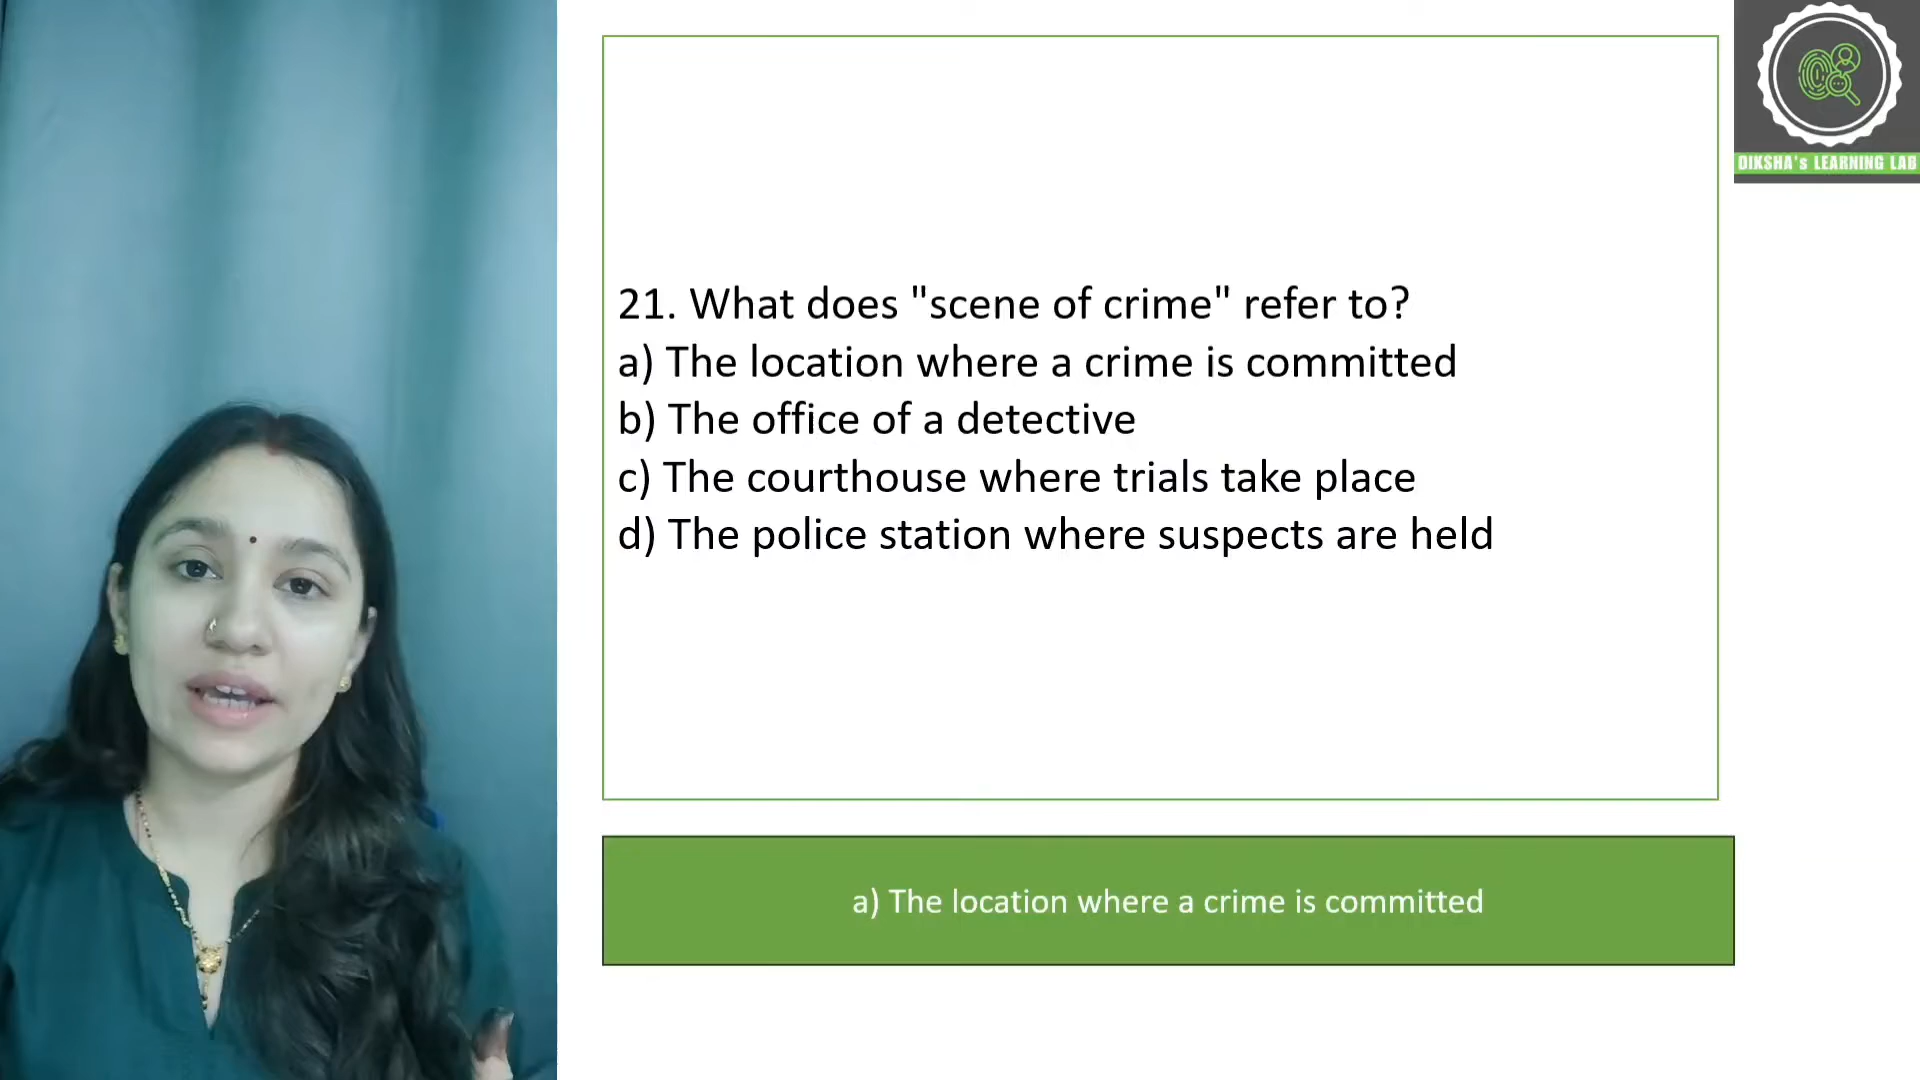 21. What does "scene of crime" refer to?
a) The location where a crime is committed
b) The office of a detective
c) The courthouse where trials take place
d) The police station where suspects are held
a) The location where a crime is committed
DIKSHA's LEARNING LAB